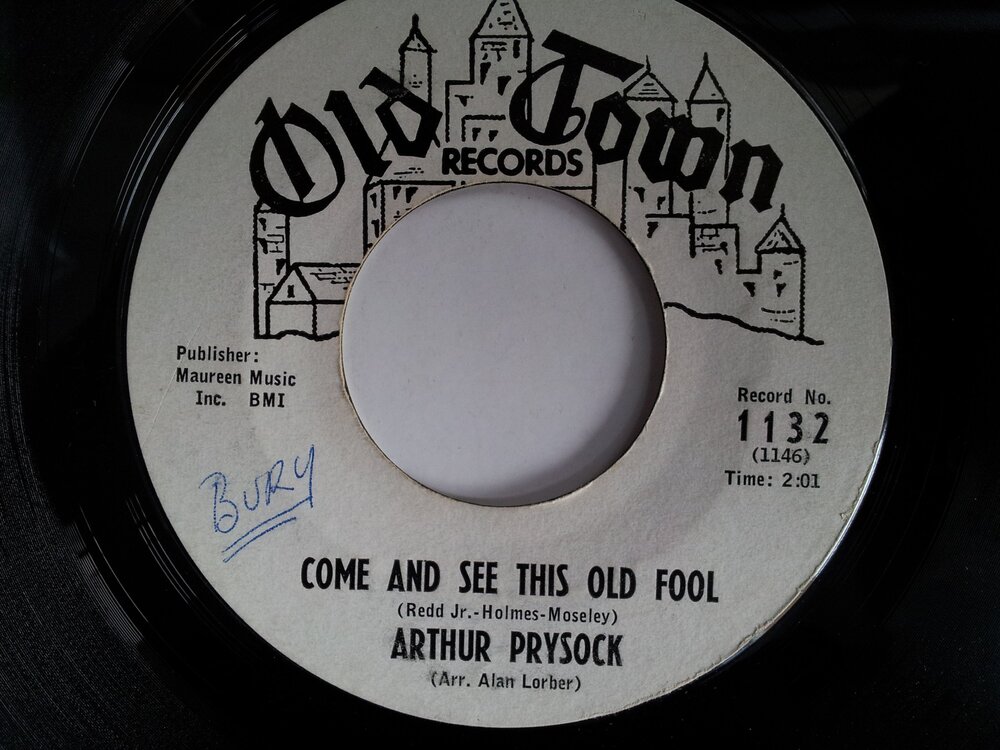 Old Town
RECORDS
Publisher:
Maureen Music
Inc. BMI
Record No.
1132
(1146)
Time: 2:01
BURY
COME AND SEE THIS OLD FOOL
(Redd Jr.-Holmes-Moseley)
ARTHUR PRYSOCK
(Arr. Alan Lorber)